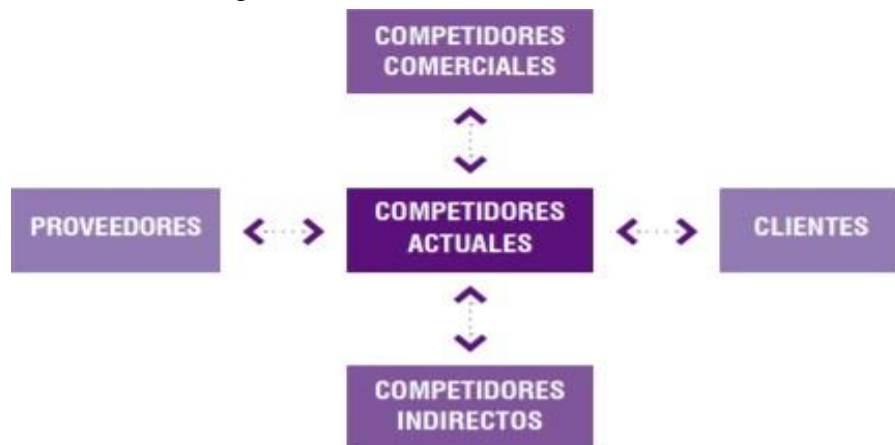 COMPETIDORES
COMERCIALES
PROVEEDORES
COMPETIDORES
ACTUALES
CLIENTES
COMPETIDORES
INDIRECTOS